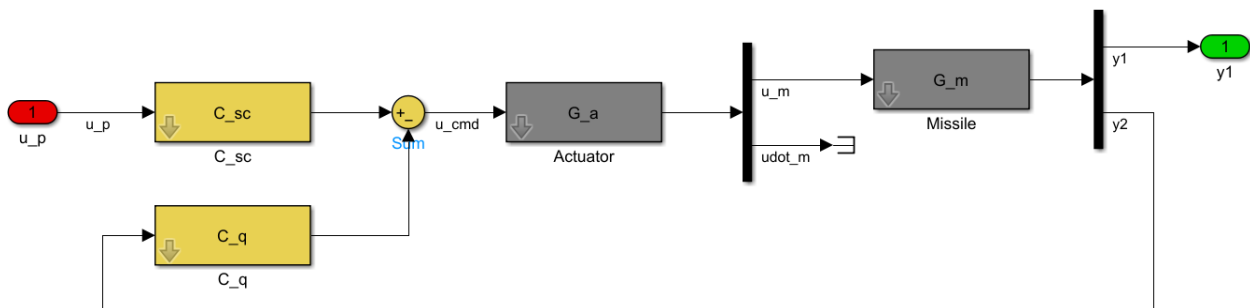 1
u_p
u_p
C_sc
C_sc
+
-
Sum
u_cmd
G_a
Actuator
u_m
udot_m
G_m
Missile
y1
y2
1
y1
C_q
C_q